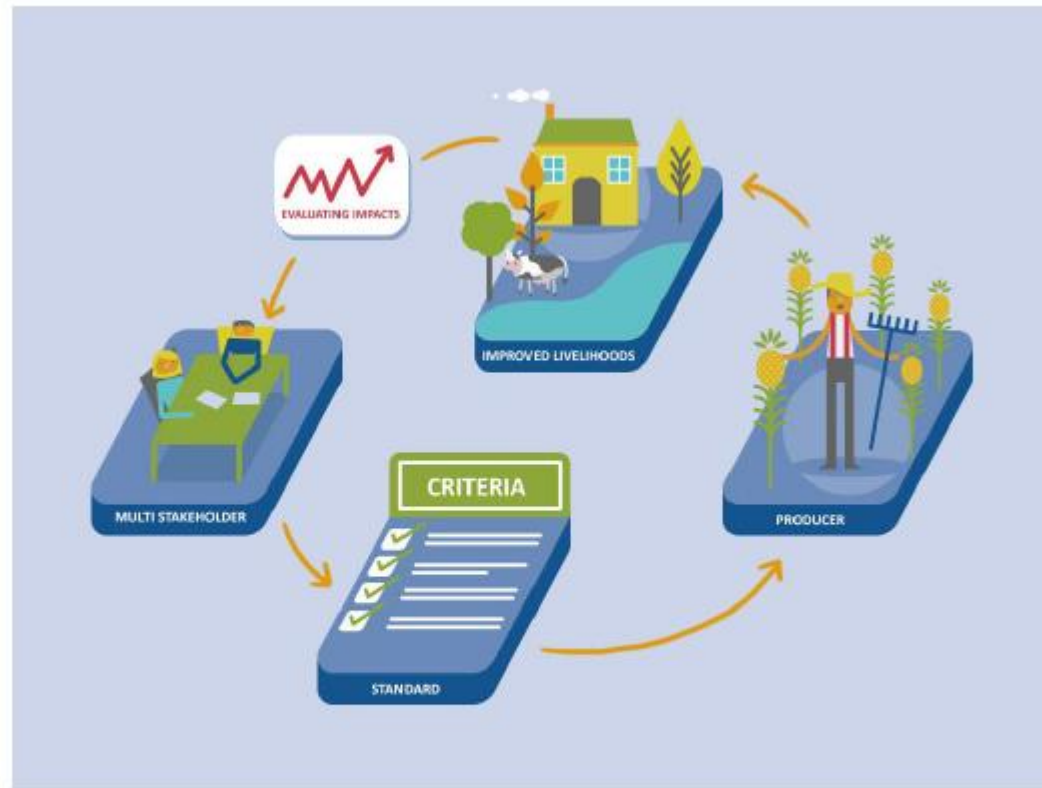 EVALUATING IMPACTS
IMPROVED LIVELIHOODS
MULTI STAKEHOLDER
CRITERIA
PRODUCER
STANDARD